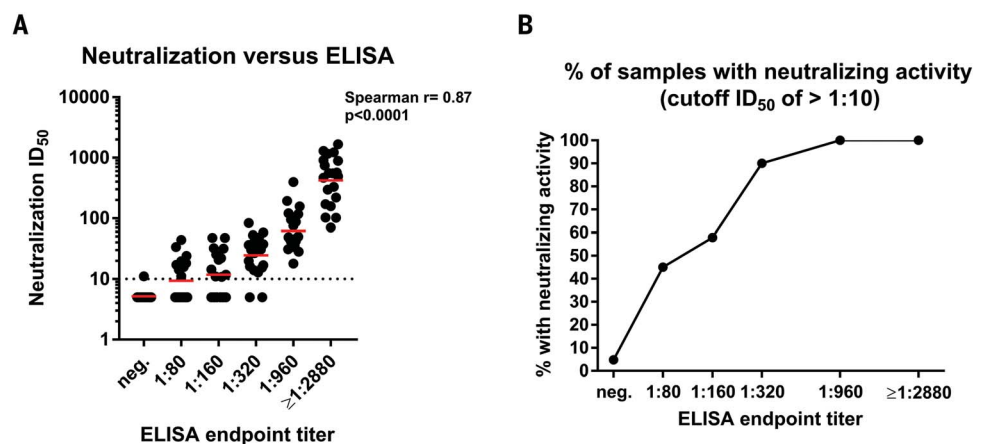 A
Neutralization versus ELISA
Spearman r= 0.87
p<0.0001
Neutralization ID50
10000
1000
100
10
1
neg.
1:80
1:160
1:320
1:960
≥1:2880
ELISA endpoint titer
B
% of samples with neutralizing activity
(cutoff ID50 of > 1:10)
% with neutralizing activity
100
90
80
70
60
50
40
30
20
10
0
neg. 1:80 1:160 1:320 1:960 ≥1:2880
ELISA endpoint titer